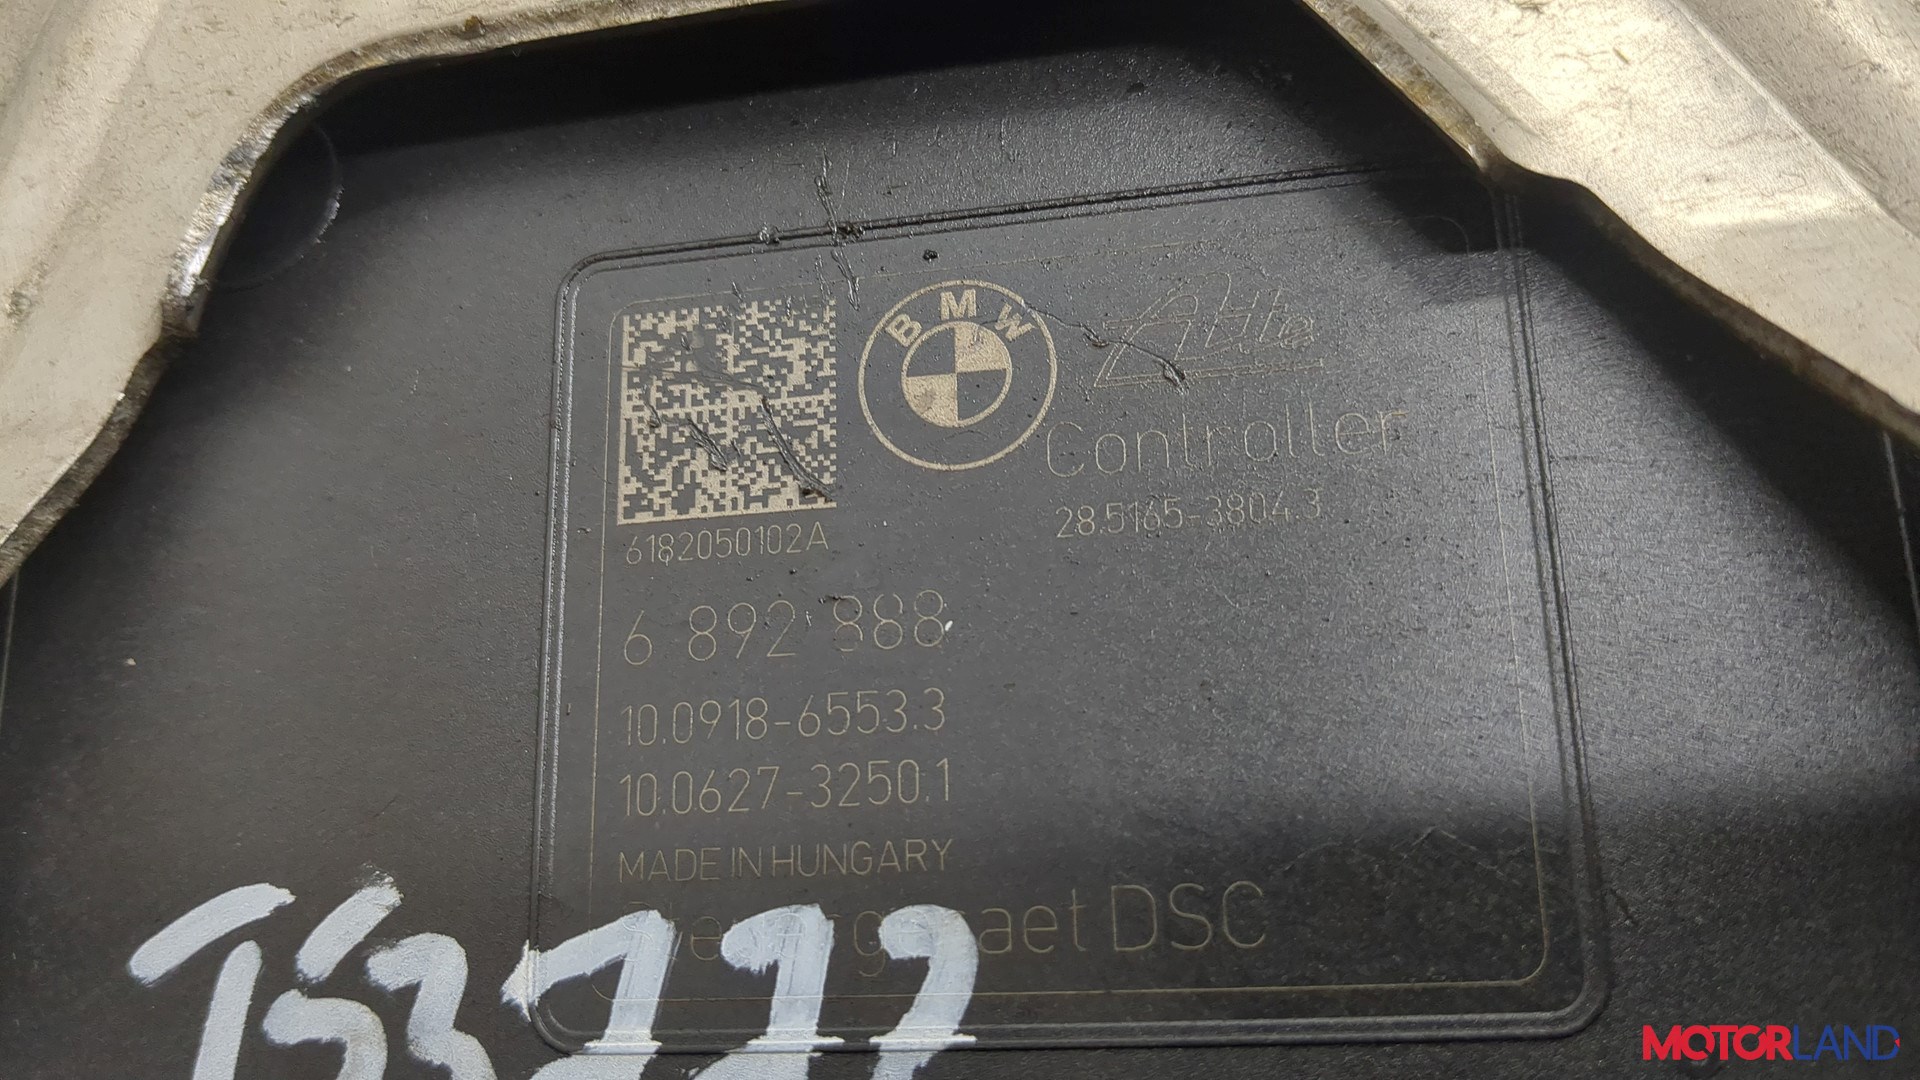 BMW
Controller
28.5165-3804.3
6182050102A
6 892 888
10.0918-6553.3
10.0627-3250.1
MADE IN HUNGARY
DSC
MOTORLAND